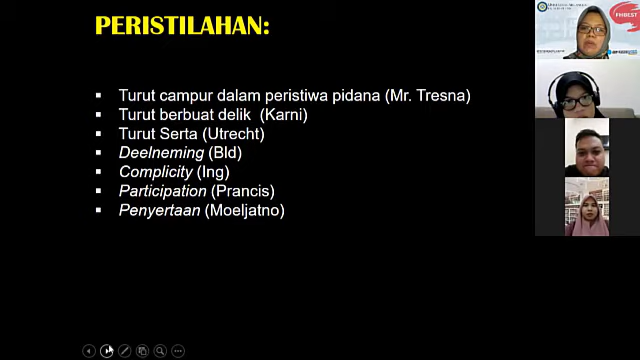 PERISTILAHAN:
Turut campur dalam peristiwa pidana (Mr. Tresna)
Turut berbuat delik (Karni)
Turut Serta (Utrecht)
Deelneming (Bld)
Complicity (Ing)
Participation (Prancis)
Penyertaan (Moeljatno)
FHBEST